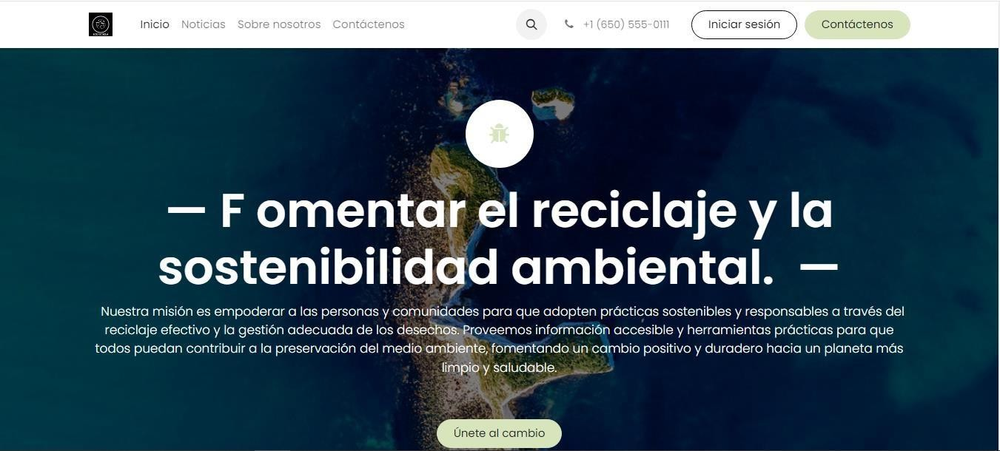 Inicio Noticias Sobre nosotros Contáctenos +1 (650) 555-0111 Iniciar sesión Contáctenos
— F omentar el reciclaje y la
sostenibilidad ambiental. —
Nuestra misión es empoderar a las personas y comunidades para que adopten prácticas sostenibles y responsables a través del
reciclaje efectivo y la gestión adecuada de los desechos. Proveemos información accesible y herramientas prácticas para que
todos puedan contribuir a la preservación del medio ambiente, fomentando un cambio positivo y duradero hacia un planeta más
limpio y saludable.
Únete al cambio